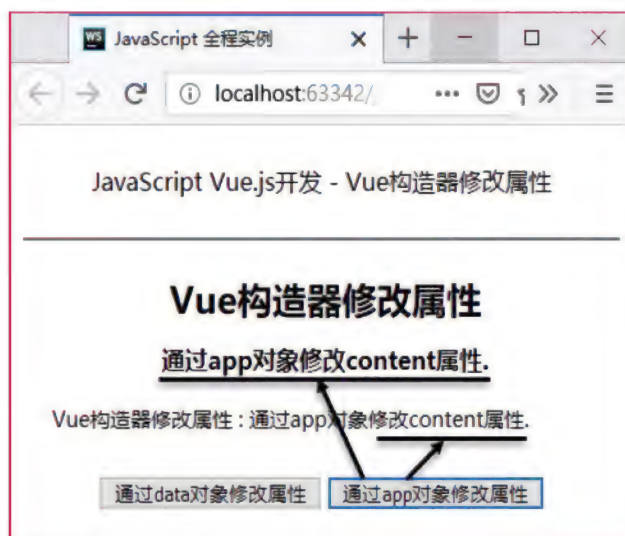 JavaScript 全程实例
localhost:63342/
JavaScript Vue.js开发 - Vue构造器修改属性
Vue构造器修改属性
通过app对象修改content属性.
Vue构造器修改属性 : 通过app对象修改content属性.
通过data对象修改属性 通过app对象修改属性